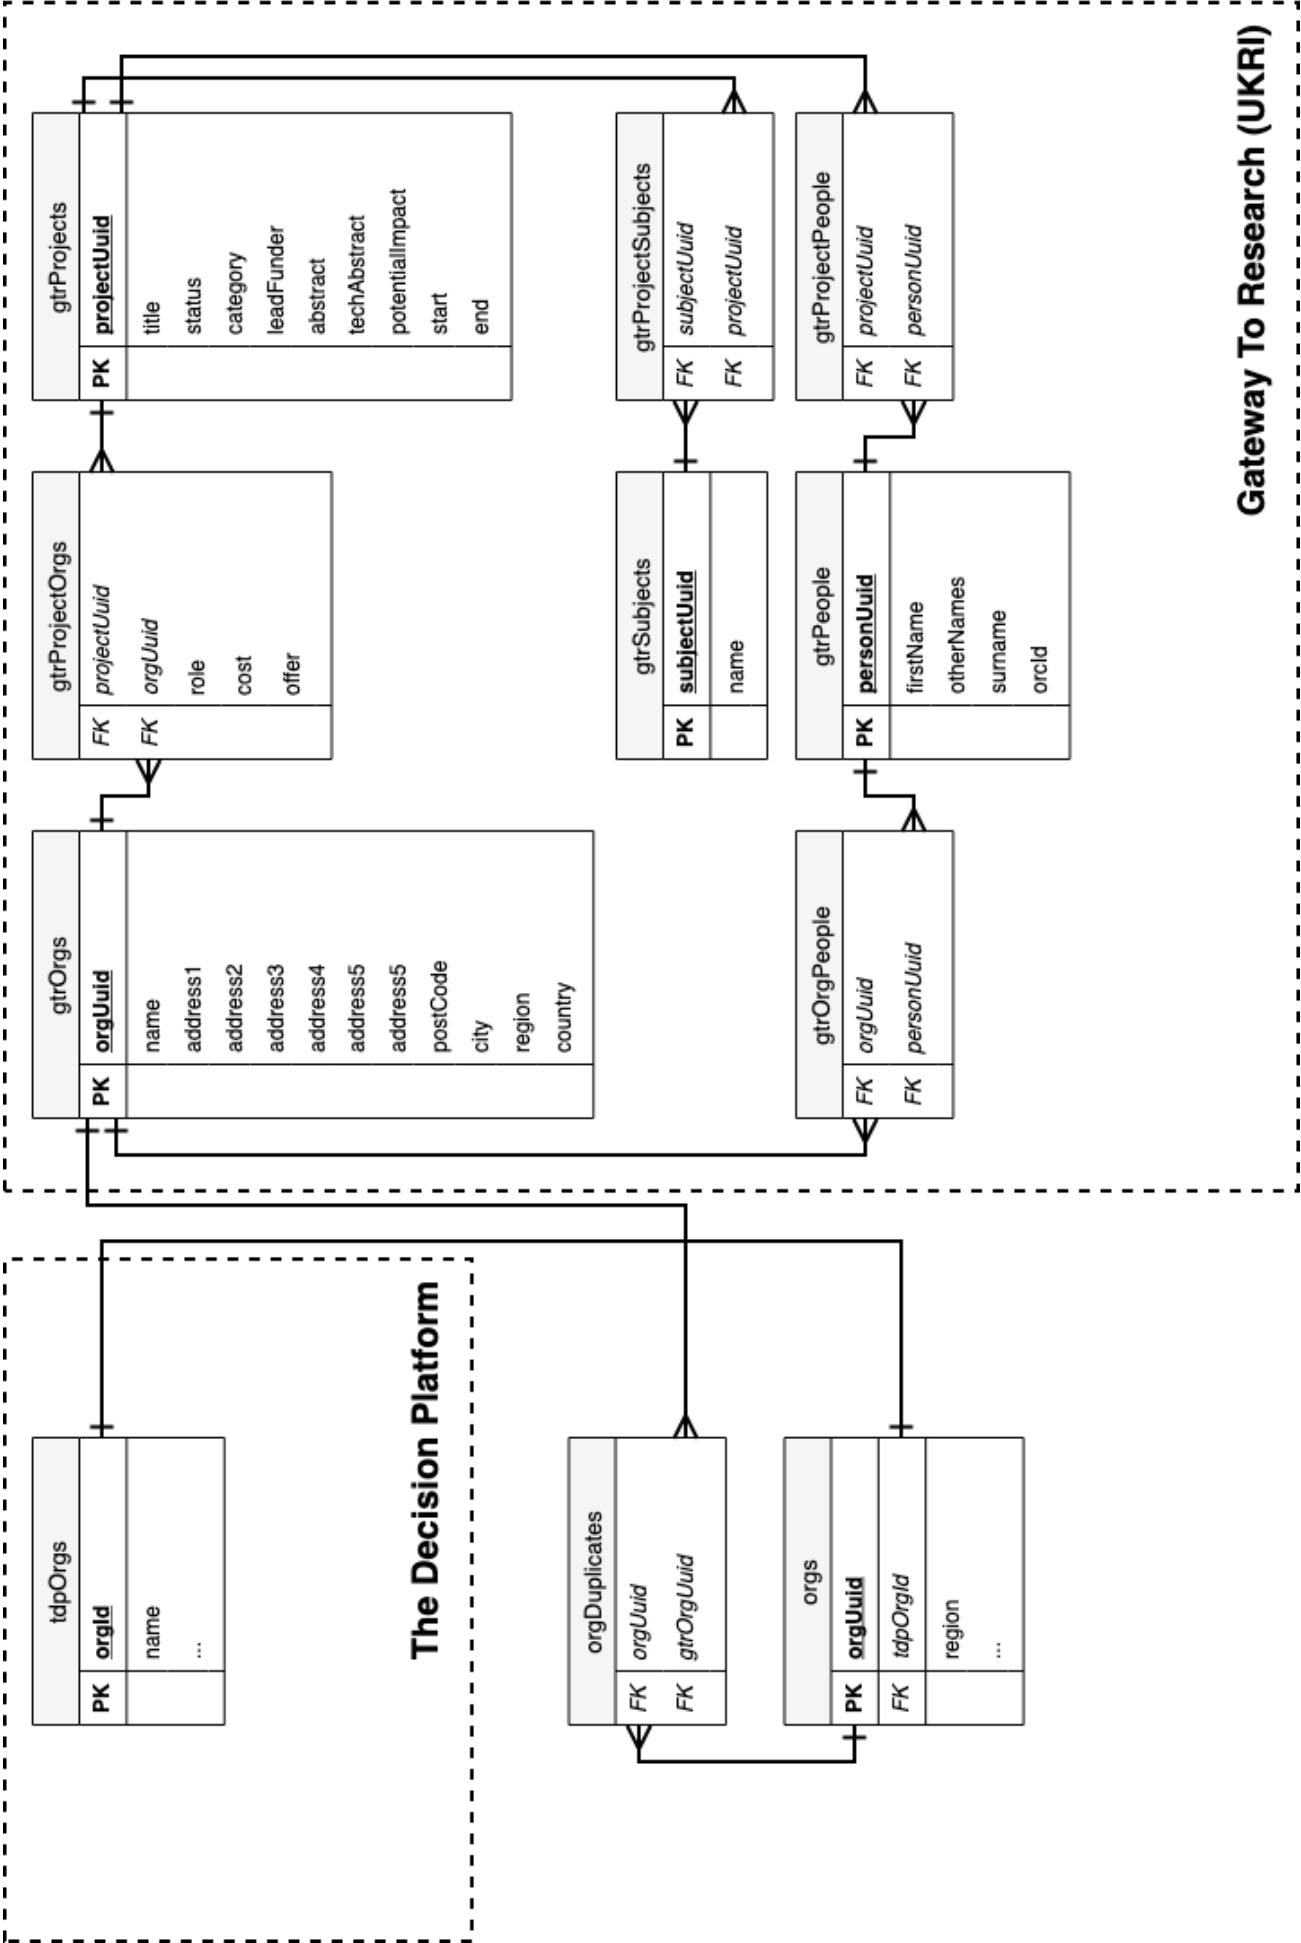 tdpOrgs
PK orgId
name
...
The Decision Platform
orgDuplicates
FK orgUuid
FK gtrOrgUuid
orgs
PK orgUuid
FK tdpOrgId
region
...
gtrOrgs
PK orgUuid
name
address1
address2
address3
address4
address5
address5
postCode
city
region
country
gtrProjectOrgs
FK projectUuid
FK orgUuid
role
cost
offer
gtrProjects
PK projectUuid
title
status
category
leadFunder
abstract
techAbstract
potentialImpact
start
end
gtrSubjects
PK subjectUuid
name
gtrProjectSubjects
FK subjectUuid
FK projectUuid
gtrOrgPeople
FK orgUuid
FK personUuid
gtrPeople
PK personUuid
firstName
otherNames
surname
orcId
gtrProjectPeople
FK projectUuid
FK personUuid
Gateway To Research (UKRI)